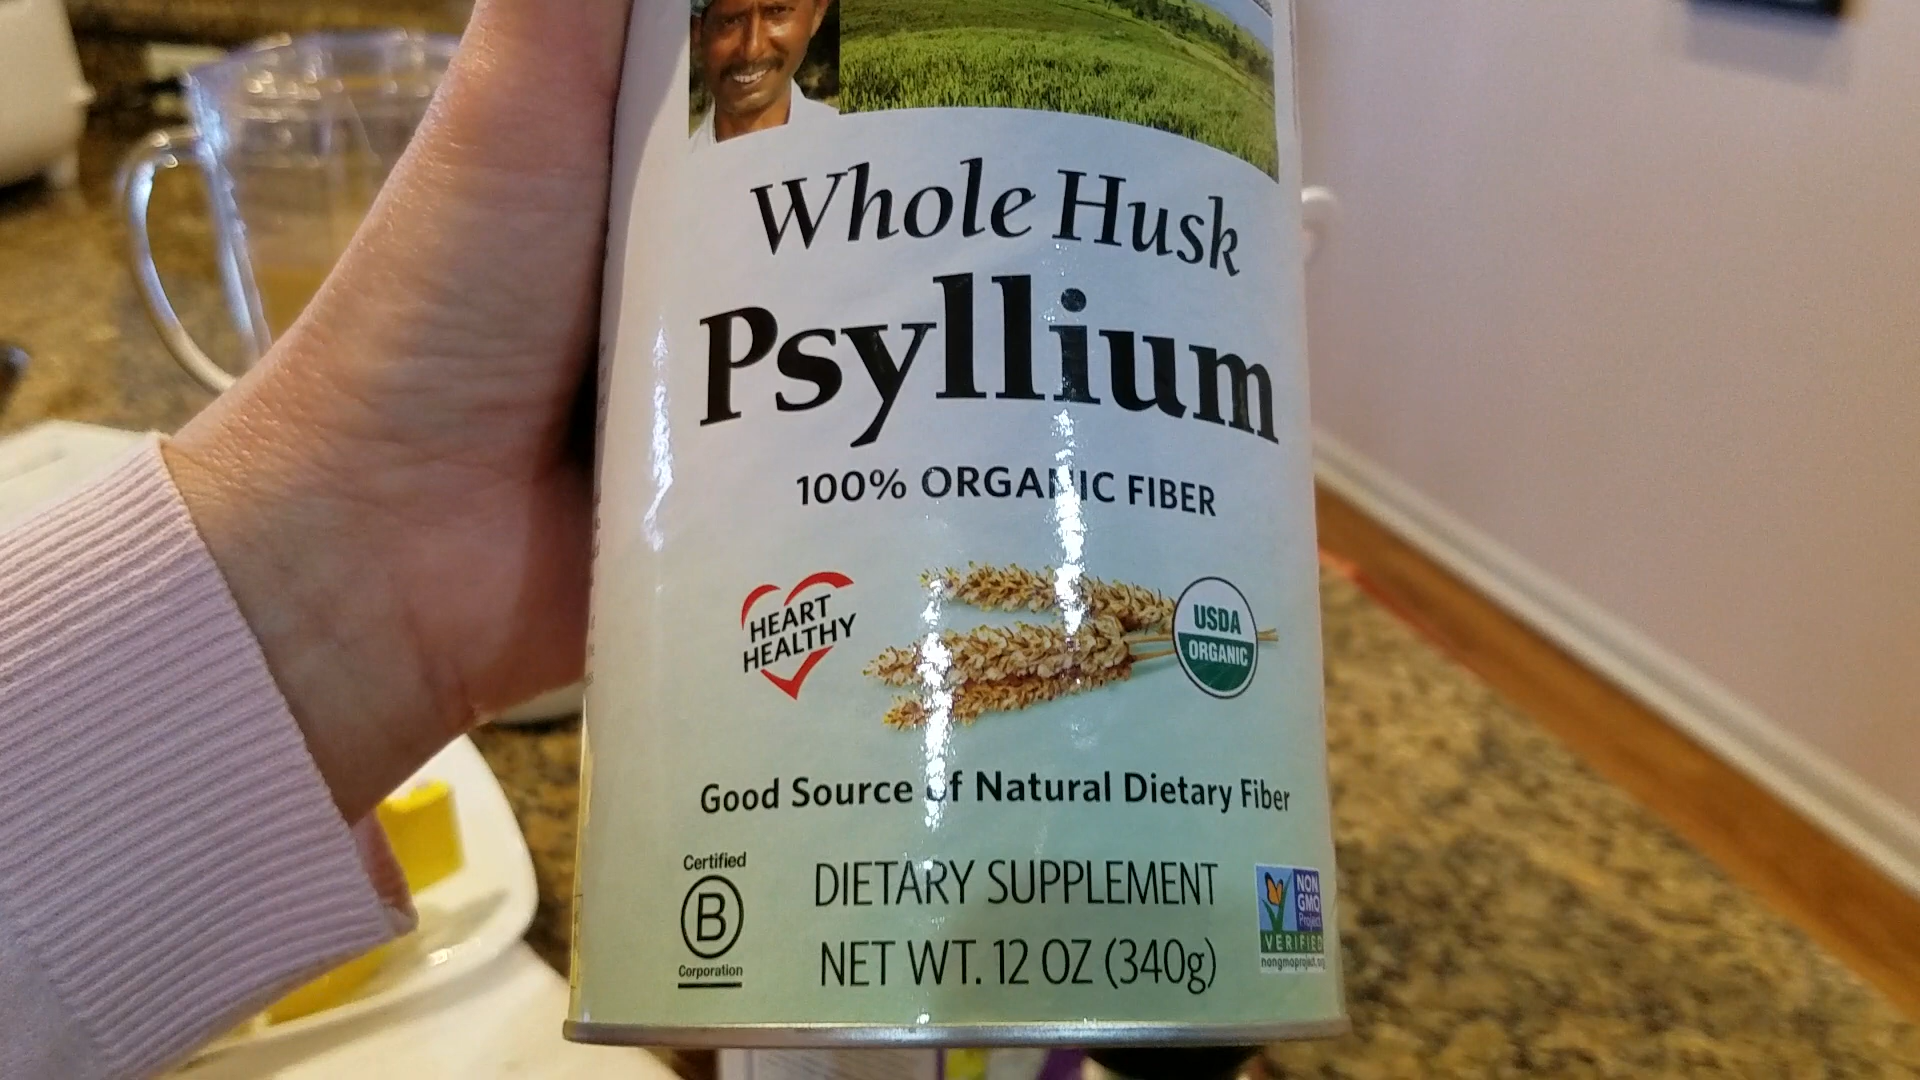 Whole Husk
Psyllium
100% ORGANIC FIBER
HEART
HEALTHY
USDA
ORGANIC
Good Source of Natural Dietary Fiber
Certified
B
Corporation
DIETARY SUPPLEMENT
NET WT. 12 OZ (340g)
NON
GMO
Project
VERIFIED
nongmoproject.org